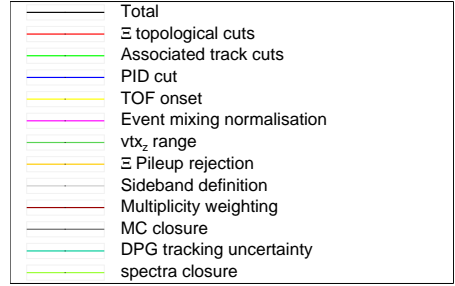 Total
Ξ topological cuts
Associated track cuts
PID cut
TOF onset
Event mixing normalisation
vtx_z range
Ξ Pileup rejection
Sideband definition
Multiplicity weighting
MC closure
DPG tracking uncertainty
spectra closure